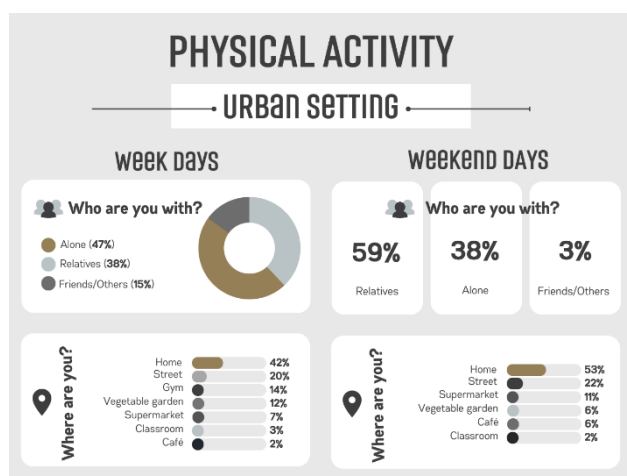 PHYSICAL ACTIVITY
URBAN SETTING
WEEK DAYS
Who are you with?
Alone (47%)
Relatives (38%)
Friends/Others (15%)
Where are you?
Home 42%
Street 20%
Gym 14%
Vegetable garden 12%
Supermarket 7%
Classroom 3%
Café 2%
WEEKEND DAYS
Who are you with?
59% 38% 3%
Relatives Alone Friends/Others
Where are you?
Home 53%
Street 22%
Supermarket 11%
Vegetable garden 6%
Café 6%
Classroom 2%